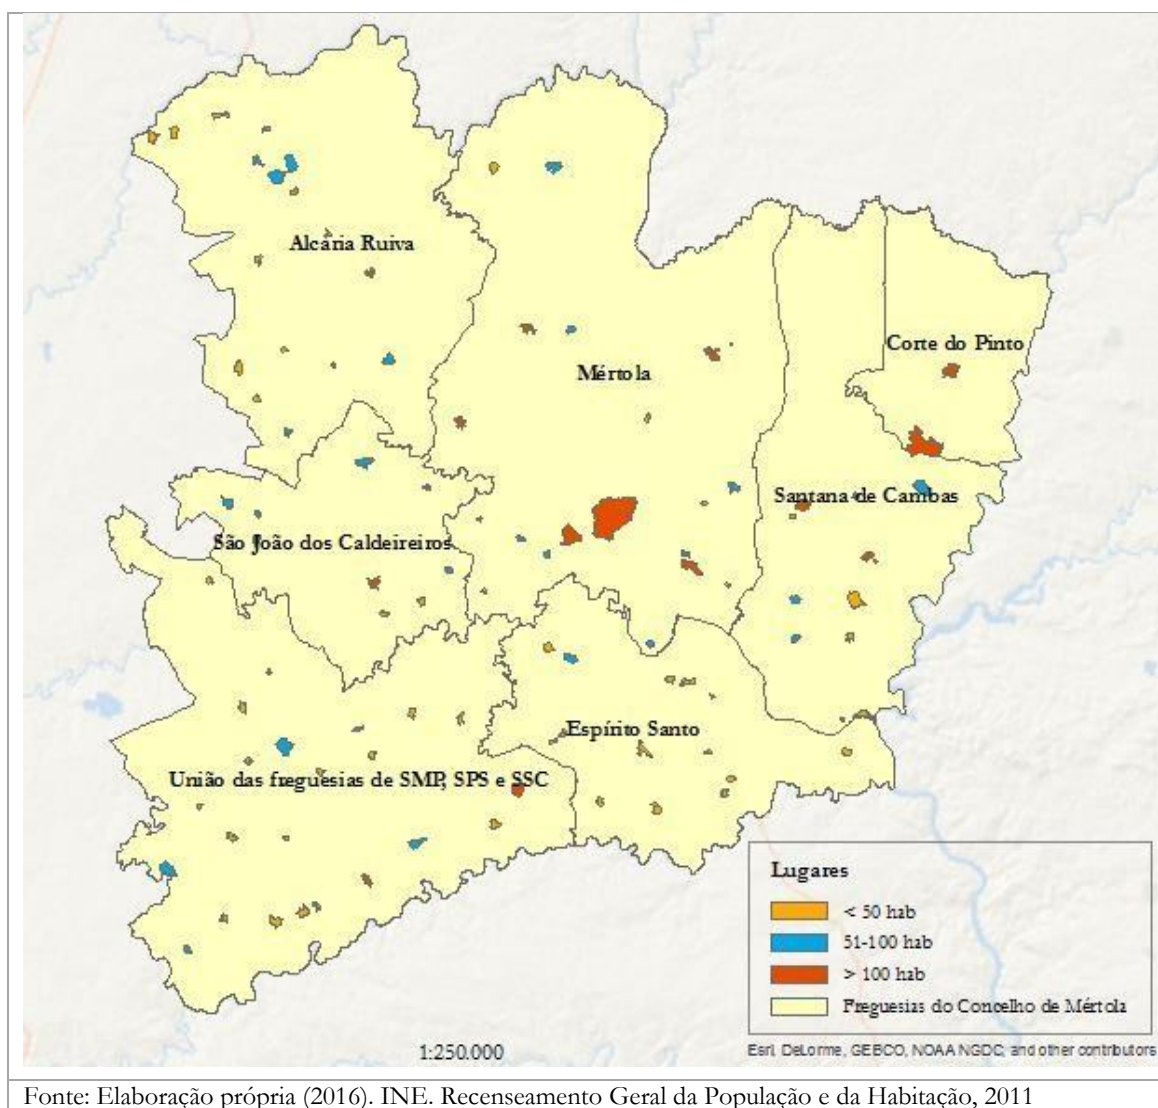 Alcária Ruiva
Corte do Pinto
Mértola
Santana de Cambas
São João dos Caldeireiros
Espírito Santo
União das freguesias de SMP, SPS e SSC
Lugares
< 50 hab
51-100 hab
> 100 hab
Freguesias do Concelho de Mértola
1:250.000
Esri, DeLorme, GEBCO, NOAA NGDC, and other contributors
Fonte: Elaboração própria (2016). INE. Recenseamento Geral da População e da Habitação, 2011